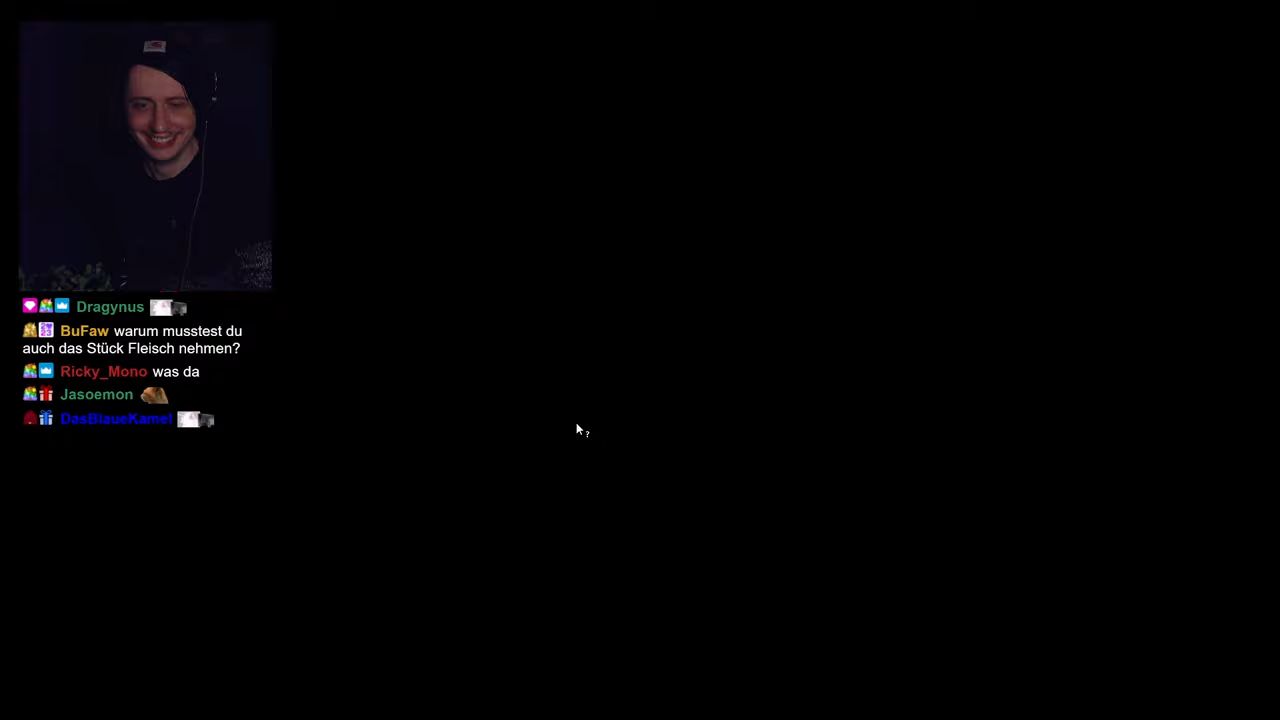 Dragynus
BuFaw warum musstest du
auch das Stück Fleisch nehmen?
Ricky_Mono was da
Jasoemon
DasBlaueKamel
?